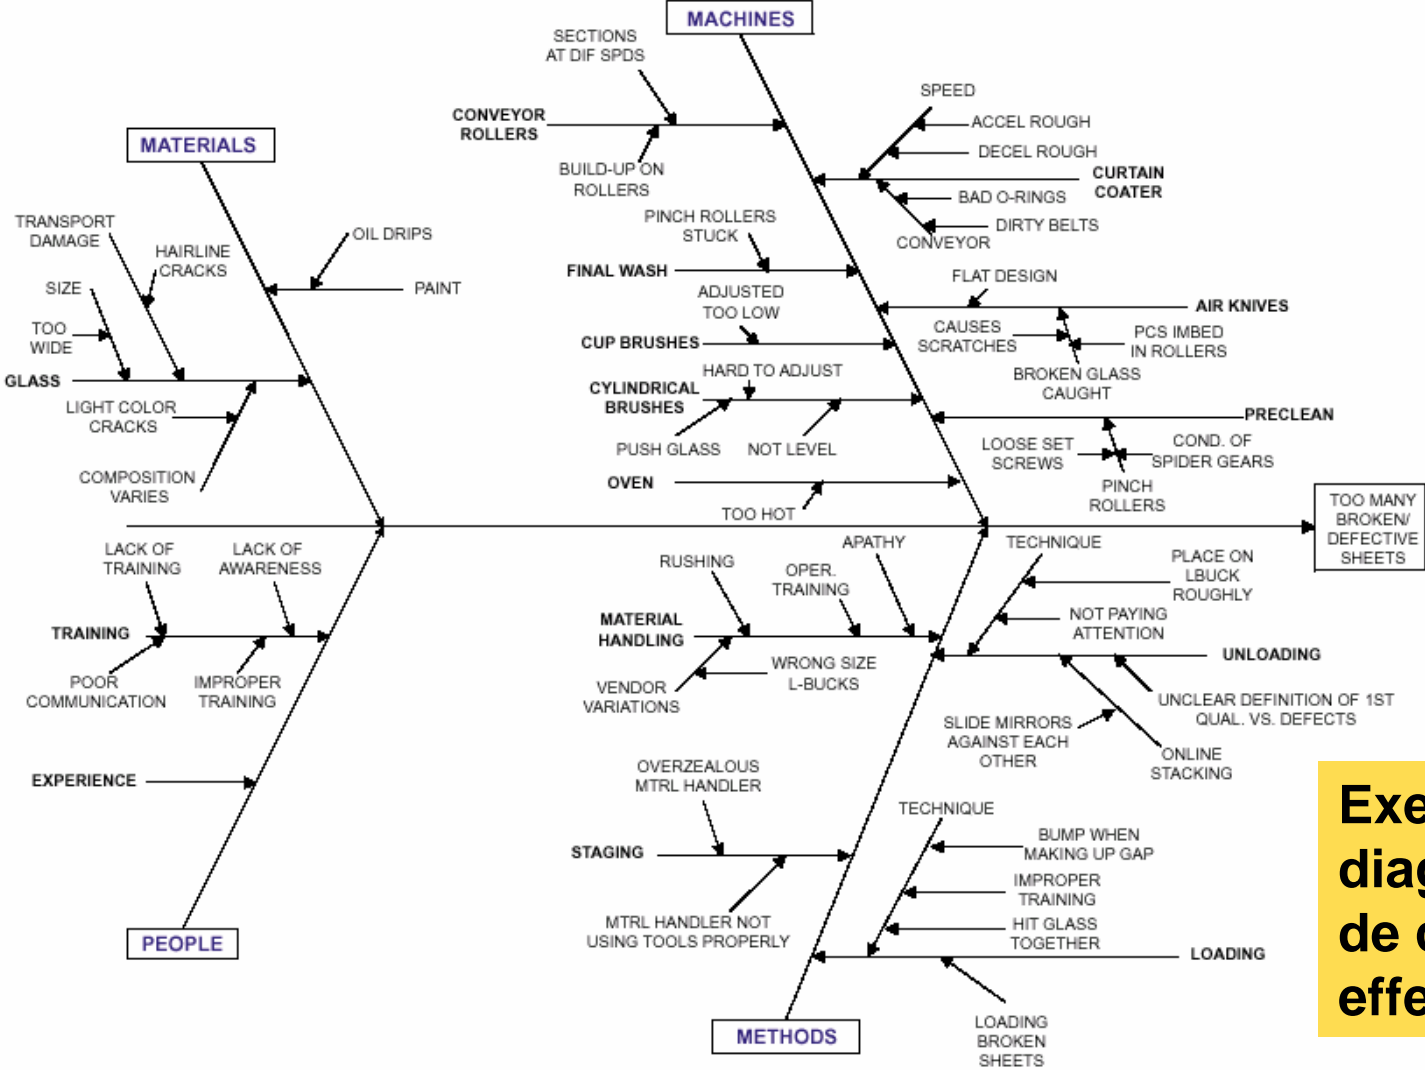 MACHINES
SECTIONS
AT DIF SPDS
CONVEYOR
ROLLERS
BUILD-UP ON
ROLLERS
SPEED
ACCEL ROUGH
DECEL ROUGH
CURTAIN
COATER
BAD O-RINGS
DIRTY BELTS
CONVEYOR
PINCH ROLLERS
STUCK
FINAL WASH
FLAT DESIGN
AIR KNIVES
CAUSES
SCRATCHES
PCS IMBED
IN ROLLERS
BROKEN GLASS
CAUGHT
ADJUSTED
TOO LOW
CUP BRUSHES
HARD TO ADJUST
CYLINDRICAL
BRUSHES
PUSH GLASS
NOT LEVEL
PRECLEAN
LOOSE SET
SCREWS
COND. OF
SPIDER GEARS
PINCH
ROLLERS
OVEN
TOO HOT
MATERIALS
TRANSPORT
DAMAGE
HAIRLINE
CRACKS
OIL DRIPS
PAINT
SIZE
TOO
WIDE
GLASS
LIGHT COLOR
CRACKS
COMPOSITION
VARIES
TOO MANY
BROKEN/
DEFECTIVE
SHEETS
LACK OF
TRAINING
LACK OF
AWARENESS
TRAINING
POOR
COMMUNICATION
IMPROPER
TRAINING
EXPERIENCE
PEOPLE
RUSHING
OPER.
TRAINING
APATHY
MATERIAL
HANDLING
WRONG SIZE
L-BUCKS
VENDOR
VARIATIONS
TECHNIQUE
PLACE ON
LBUCK
ROUGHLY
NOT PAYING
ATTENTION
UNLOADING
UNCLEAR DEFINITION OF 1ST
QUAL. VS. DEFECTS
SLIDE MIRRORS
AGAINST EACH
OTHER
ONLINE
STACKING
OVERZEALOUS
MTRL HANDLER
STAGING
MTRL HANDLER NOT
USING TOOLS PROPERLY
TECHNIQUE
BUMP WHEN
MAKING UP GAP
IMPROPER
TRAINING
HIT GLASS
TOGETHER
LOADING
LOADING
BROKEN
SHEETS
METHODS
de